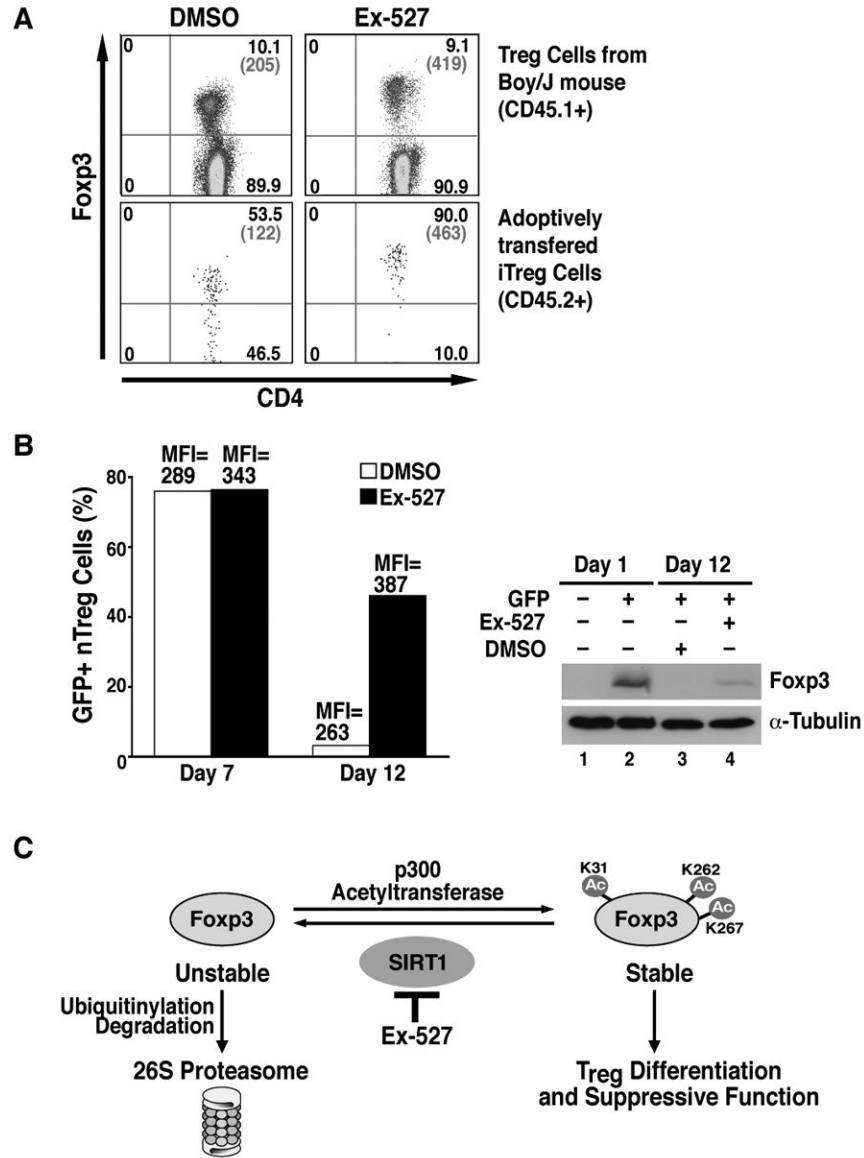 A
DMSO
Ex-527
0
10.1
(205)
0
89.9
0
9.1
(419)
0
90.9
Treg Cells from
Boy/J mouse
(CD45.1+)
0
53.5
(122)
0
46.5
0
90.0
(463)
0
10.0
Adoptively
transfered
iTreg Cells
(CD45.2+)
Foxp3
CD4
B
GFP+ nTreg Cells (%)
80
60
40
20
0
MFI=
289
MFI=
343
MFI=
263
MFI=
387
DMSO
Ex-527
Day 7
Day 12
Day 1
Day 12
GFP – + + +
Ex-527 – – – +
DMSO – – + –
Foxp3
α-Tubulin
1 2 3 4
C
p300
Acetyltransferase
Foxp3
SIRT1
Ex-527
Unstable
Ubiquitinylation
Degradation
26S Proteasome
K31
Ac
K262
Ac
Ac
K267
Foxp3
Stable
Treg Differentiation
and Suppressive Function